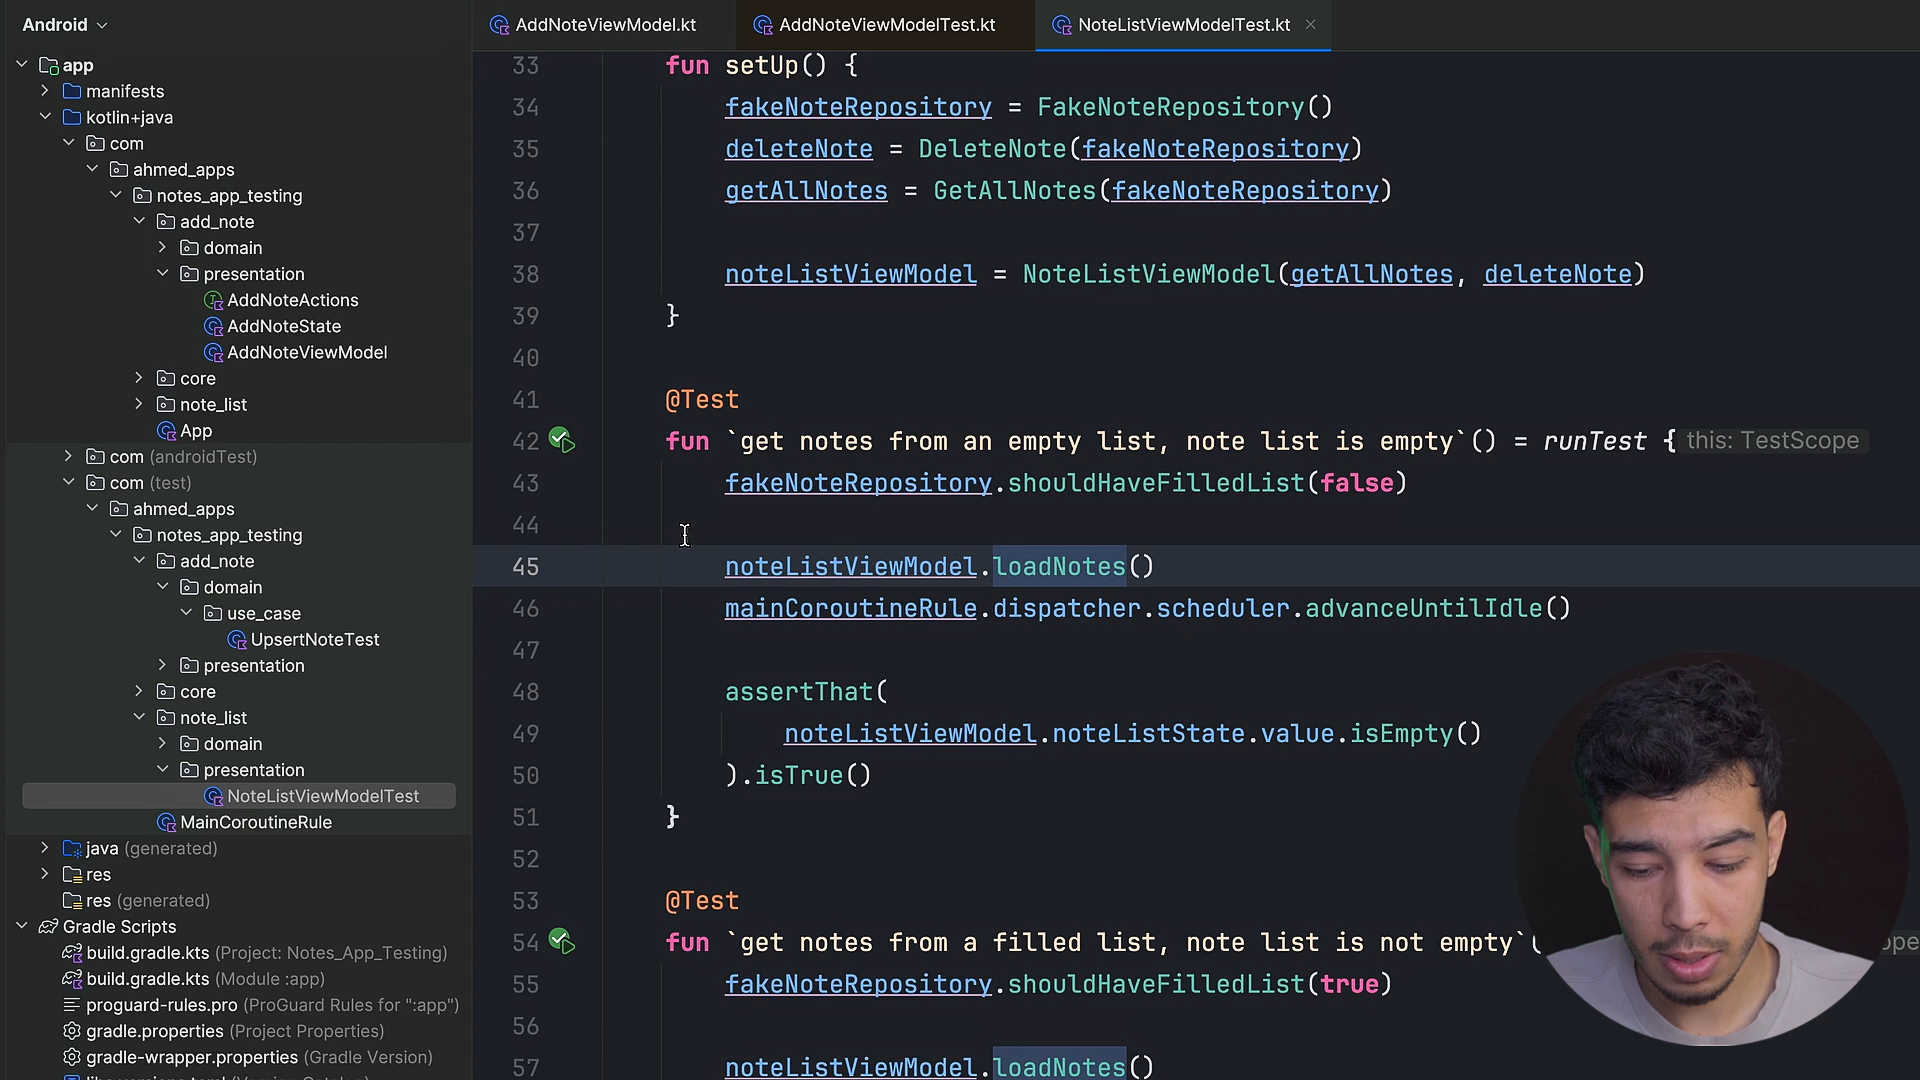 Android
AddNoteViewModel.kt
AddNoteViewModelTest.kt
NoteListViewModelTest.kt
app
manifests
kotlin+java
com
ahmed_apps
notes_app_testing
add_note
domain
presentation
AddNoteActions
AddNoteState
AddNoteViewModel
core
note_list
App
com (androidTest)
com (test)
ahmed_apps
notes_app_testing
add_note
domain
use_case
UpsertNoteTest
presentation
core
note_list
domain
presentation
NoteListViewModelTest
MainCoroutineRule
java (generated)
res
res (generated)
Gradle Scripts
build.gradle.kts (Project: Notes_App_Testing)
build.gradle.kts (Module :app)
proguard-rules.pro (ProGuard Rules for ":app")
gradle.properties (Project Properties)
gradle-wrapper.properties (Gradle Version)
33 fun setUp() {
34 fakeNoteRepository = FakeNoteRepository()
35 deleteNote = DeleteNote(fakeNoteRepository)
36 getAllNotes = GetAllNotes(fakeNoteRepository)
37
38 noteListViewModel = NoteListViewModel(getAllNotes, deleteNote)
39 }
40
41 @Test
42 fun `get notes from an empty list, note list is empty`() = runTest { this: TestScope
43 fakeNoteRepository.shouldHaveFilledList(false)
44
45 noteListViewModel.loadNotes()
46 mainCoroutineRule.dispatcher.scheduler.advanceUntilIdle()
47
48 assertThat(
49 noteListViewModel.noteListState.value.isEmpty()
50 ).isTrue()
51 }
52
53 @Test
54 fun `get notes from a filled list, note list is not empty`(
55 fakeNoteRepository.shouldHaveFilledList(true)
56
57 noteListViewModel.loadNotes()